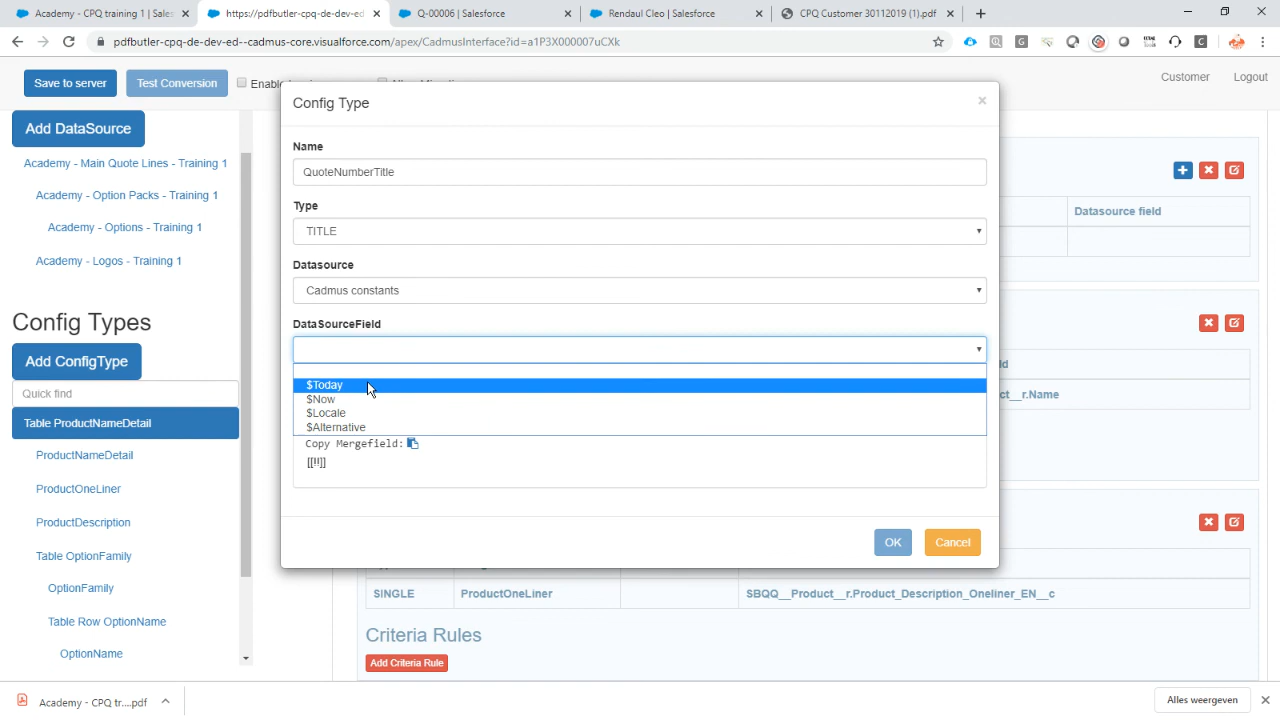 Academy - CPQ training 1 | Sales
https://pdfbutler-cpq-de-dev-ed
Q-00006 | Salesforce
Rendaul Cleo | Salesforce
CPQ Customer 30112019 (1).pdf
pdfbutler-cpq-de-dev-ed--cadmus-core.visualforce.com/apex/CadmusInterface?id=a1P3X000007uCXk
Save to server
Test Conversion
Customer
Logout
Add DataSource
Academy - Main Quote Lines - Training 1
Academy - Option Packs - Training 1
Academy - Options - Training 1
Academy - Logos - Training 1
Config Types
Add ConfigType
Quick find
Table ProductNameDetail
ProductNameDetail
ProductOneLiner
ProductDescription
Table OptionFamily
OptionFamily
Table Row OptionName
OptionName
Config Type
×
Name
QuoteNumberTitle
Type
TITLE
Datasource
Cadmus constants
DataSourceField
$Today
$Now
$Locale
$Alternative
Copy Mergefield:
[[!!]]
OK
Cancel
Datasource field
ct__r.Name
SINGLE
ProductOneLiner
SBQQ__Product__r.Product_Description_Oneliner_EN__c
Criteria Rules
Add Criteria Rule
Academy - CPQ tr....pdf
Alles weergeven